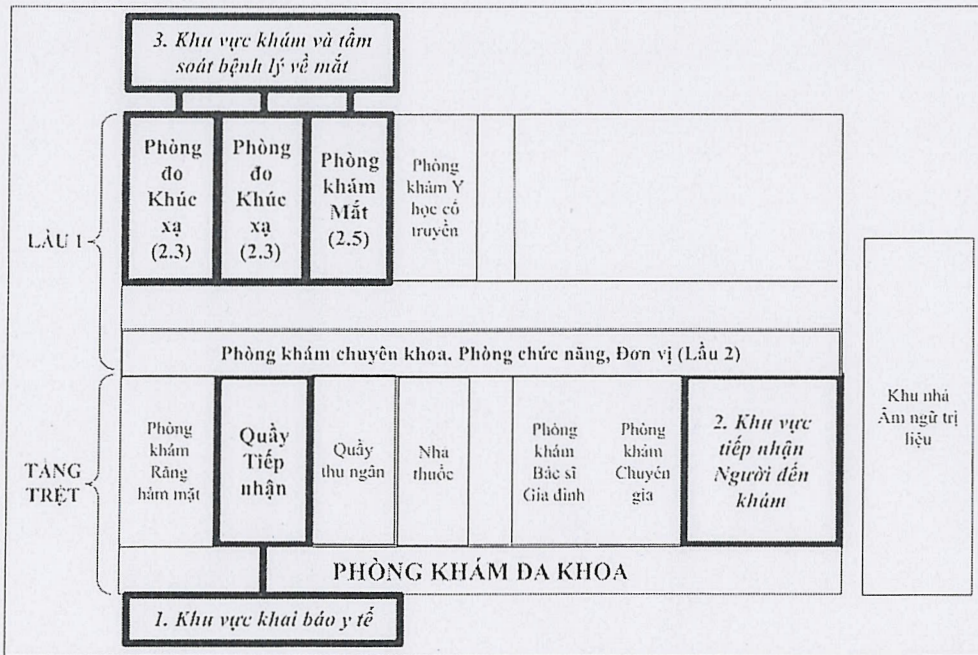 3. Khu vực khám và tầm
soát bệnh lý về mắt
Phòng
đo
Khúc
xạ
(2.3)
Phòng
đo
Khúc
xạ
(2.3)
Phòng
khám
Mắt
(2.5)
Phòng
khám Y
học cổ
truyền
LẦU 1
Phòng khám chuyên khoa. Phòng chức năng, Đơn vị (Lầu 2)
TẦNG
TRỆT
Phòng
khám
Răng
hàm mặt
Quầy
Tiếp
nhận
Quầy
thu ngân
Nhà
thuốc
Phòng
khám
Bác sĩ
Gia đình
Phòng
khám
Chuyên
gia
2. Khu vực
tiếp nhận
Người đến
khám
Khu nhà
Âm ngữ trị
liệu
PHÒNG KHÁM ĐA KHOA
1. Khu vực khai báo y tế